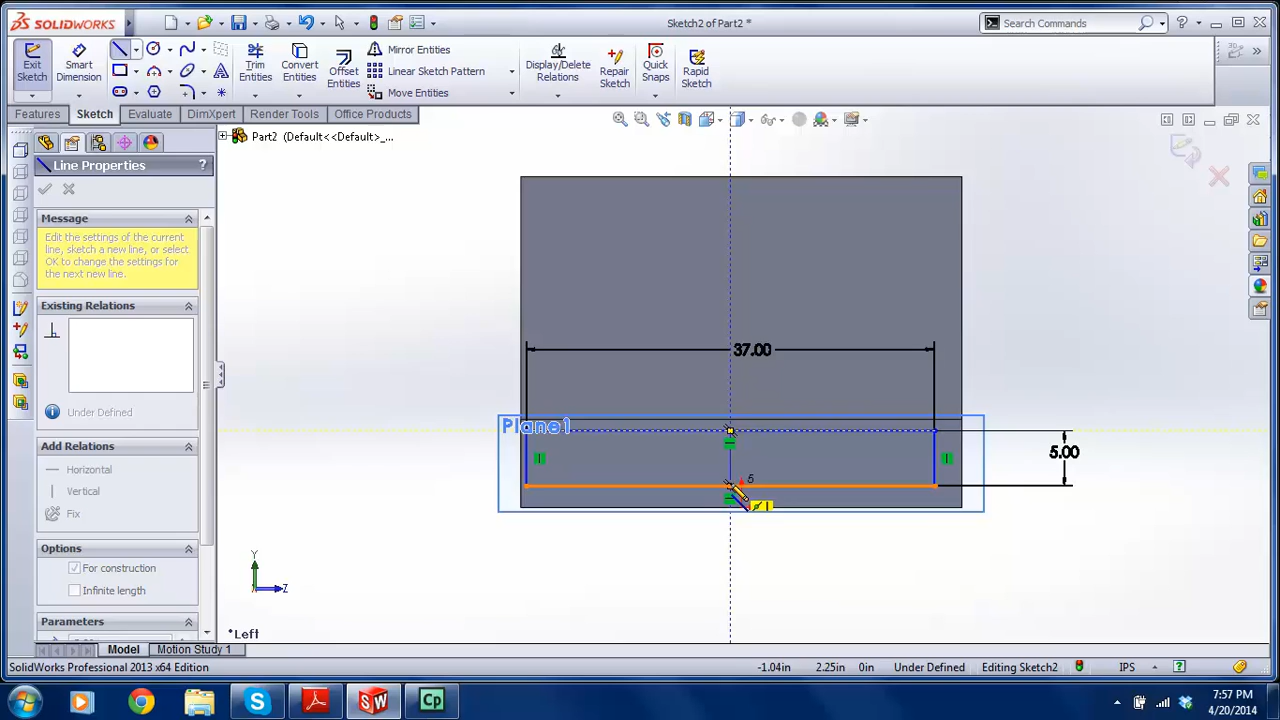 SOLIDWORKS
Sketch2 of Part2 *
Search Commands
Exit Sketch
Smart Dimension
Trim Entities
Convert Entities
Offset Entities
Mirror Entities
Linear Sketch Pattern
Move Entities
Display/Delete Relations
Repair Sketch
Quick Snaps
Rapid Sketch
Features
Sketch
Evaluate
DimXpert
Render Tools
Office Products
Part2 (Default<<Default>_...
Line Properties
?
Message
Edit the settings of the current
line, sketch a new line, or select
OK to change the settings for
the next new line.
Existing Relations
Under Defined
Add Relations
Horizontal
Vertical
Fix
Options
For construction
Infinite length
Parameters
37.00
Plane1
5.00
5
Y
Z
*Left
Model
Motion Study 1
SolidWorks Professional 2013 x64 Edition
-1.04in
2.25in
0in
Under Defined
Editing Sketch2
IPS
?
7:57 PM
4/20/2014